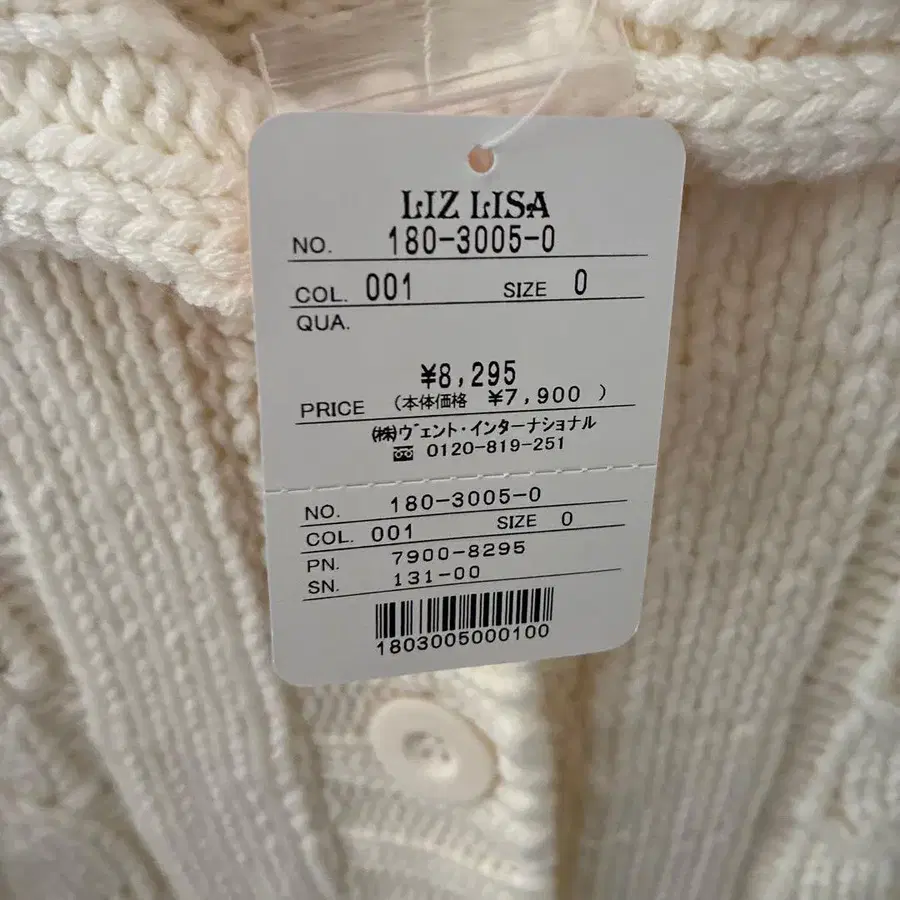 LIZ LISA
NO. 180-3005-0
COL. 001 SIZE 0
QUA.
¥8,295
PRICE (本体価格 ¥7,900 )
㈱ヴェント・インターナショナル
0120-819-251
NO. 180-3005-0
COL. 001 SIZE 0
PN. 7900-8295
SN. 131-00
1803005000100